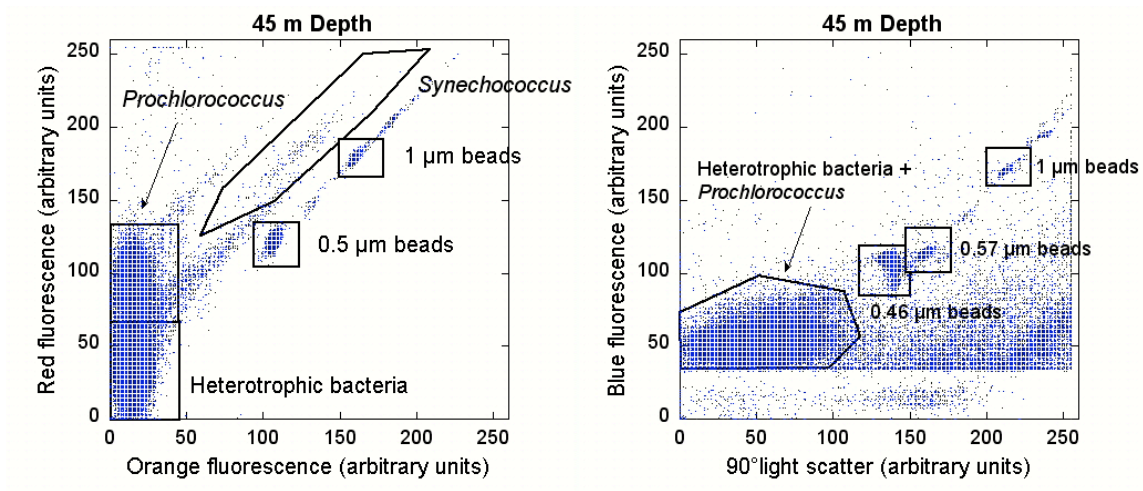 45 m Depth
Red fluorescence (arbitrary units)
250
200
150
100
50
0
Prochlorococcus
Synechococcus
1 µm beads
0.5 µm beads
Heterotrophic bacteria
0 50 100 150 200 250
Orange fluorescence (arbitrary units)
45 m Depth
Blue fluorescence (arbitrary units)
250
200
150
100
50
0
Heterotrophic bacteria +
Prochlorococcus
1 µm beads
0.57 µm beads
0.46 µm beads
0 50 100 150 200 250
90°light scatter (arbitrary units)